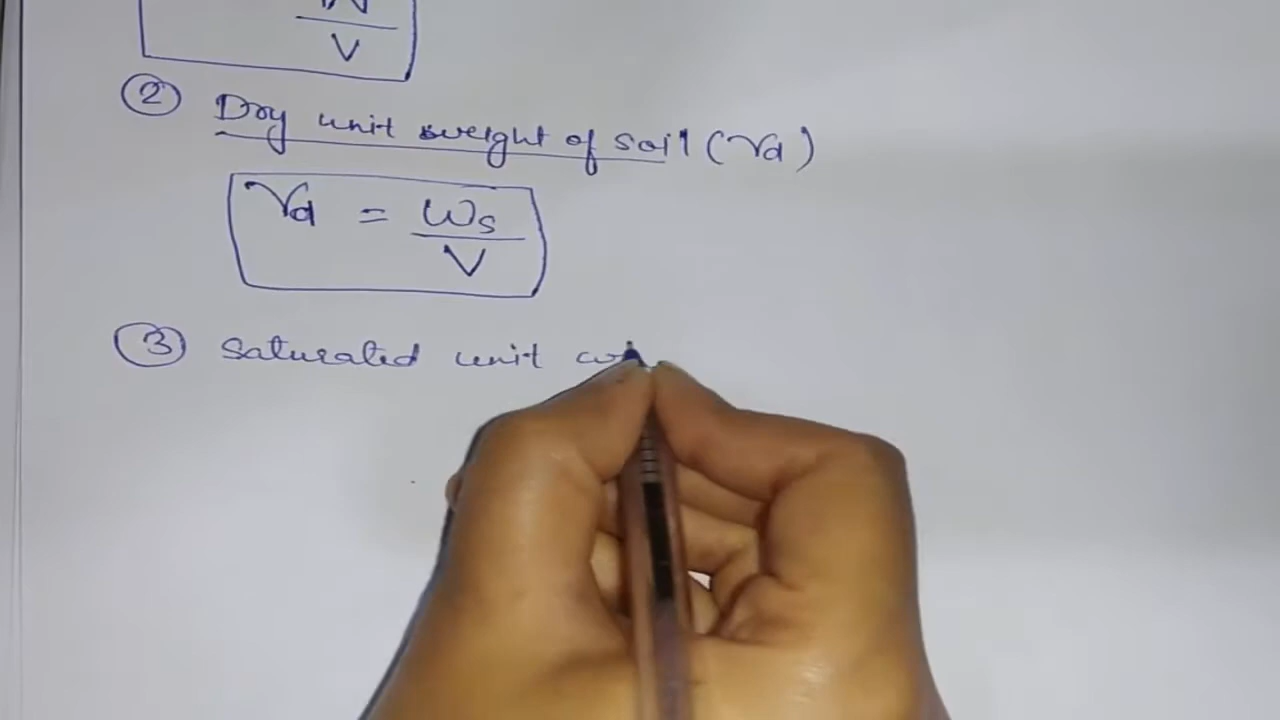 V
② Dry unit weight of soil (γd)
γd = Ws
V
③ Saturated unit